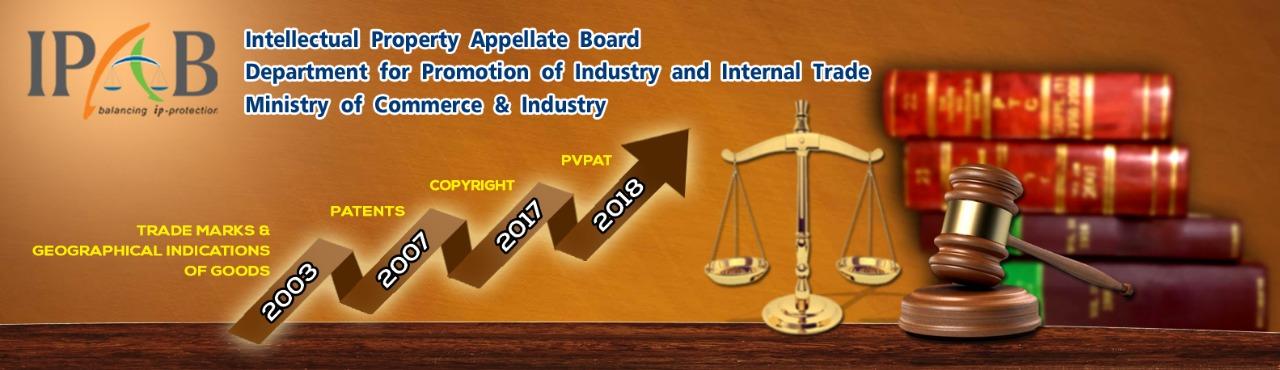 IPAB
balancing ip-protection
Intellectual Property Appellate Board
Department for Promotion of Industry and Internal Trade
Ministry of Commerce & Industry
PVPAT
COPYRIGHT
PATENTS
TRADE MARKS &
GEOGRAPHICAL INDICATIONS
OF GOODS
2003
2007
2017
2018